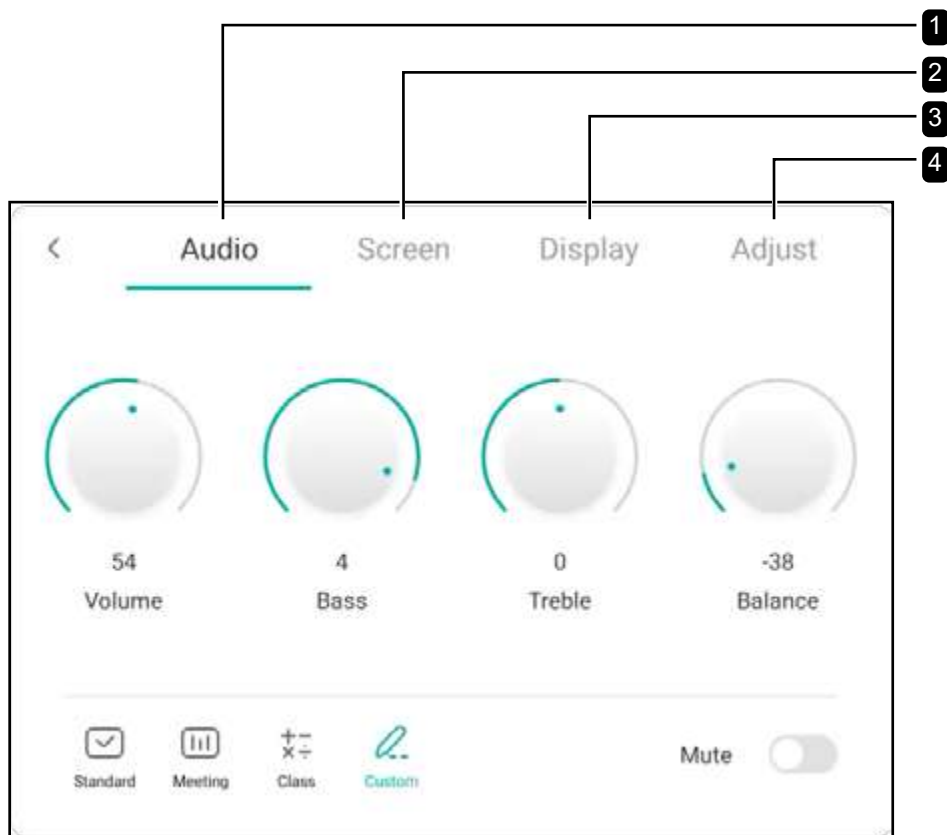 1
2
3
4
Audio Screen Display Adjust
54 4 0 -38
Volume Bass Treble Balance
Standard Meeting Class Custom Mute